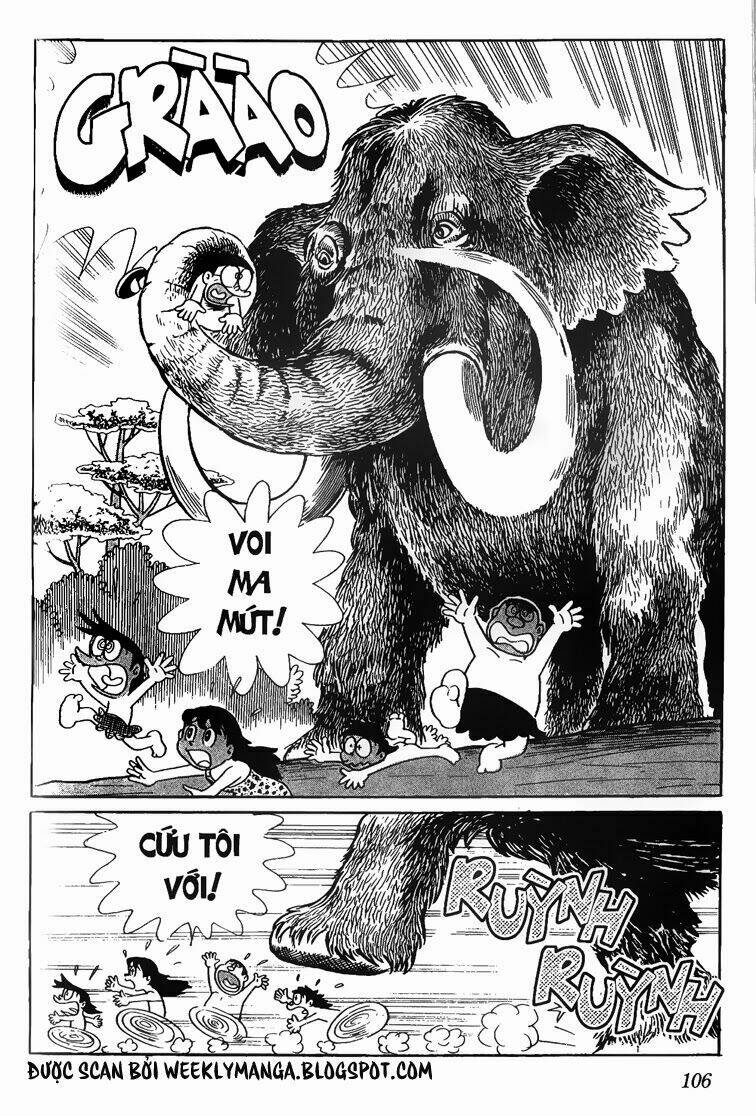 GRÀÀO
VOI
MA
MÚT!
CỨU TÔI
VỚI!
RUỲNH
RUỲNH
ĐƯỢC SCAN BỞI WEEKLYMANGA.BLOGSPOT.COM
106